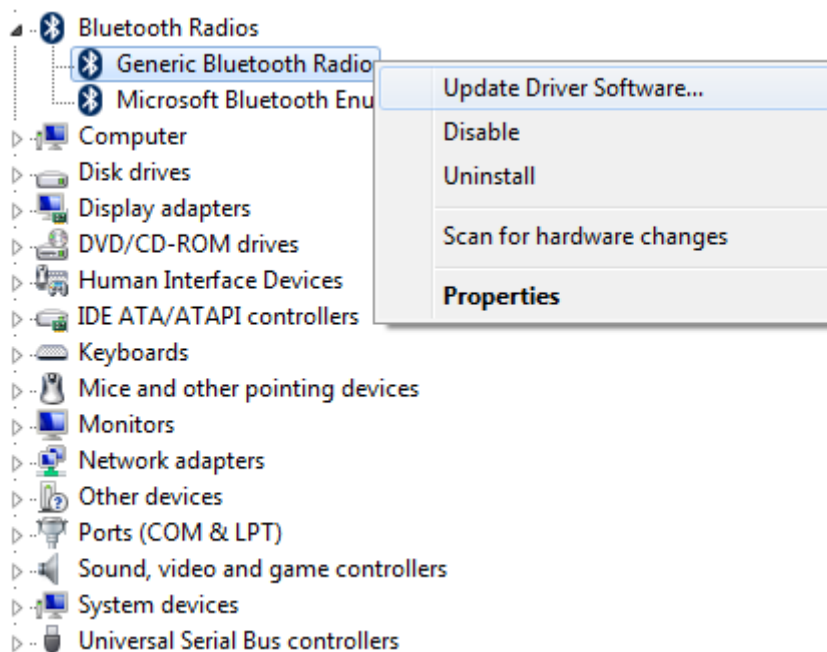 Bluetooth Radios
Generic Bluetooth Radio
Microsoft Bluetooth Enu
Computer
Disk drives
Display adapters
DVD/CD-ROM drives
Human Interface Devices
IDE ATA/ATAPI controllers
Keyboards
Mice and other pointing devices
Monitors
Network adapters
Other devices
Ports (COM & LPT)
Sound, video and game controllers
System devices
Universal Serial Bus controllers
Update Driver Software...
Disable
Uninstall
Scan for hardware changes
Properties